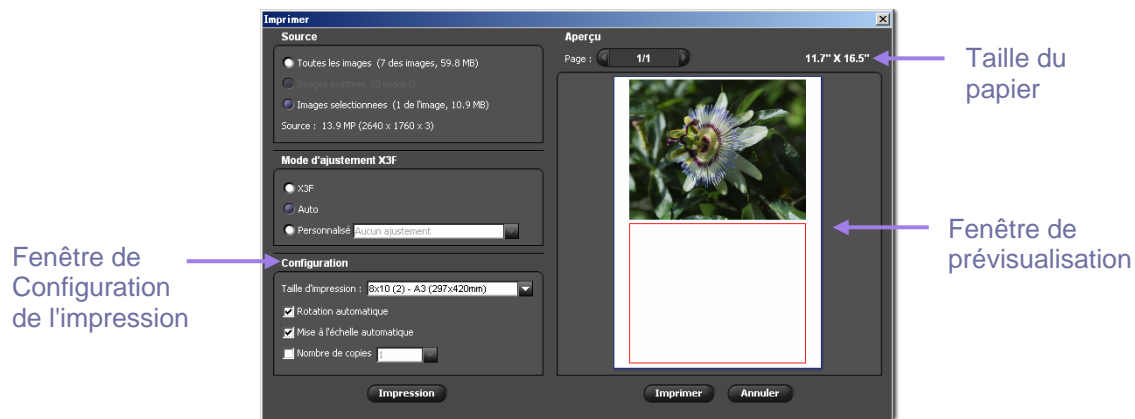 Imprimer
Source
Toutes les images (7 des images, 59.8 MB)
Images pointees (0 images)
Images selectionnees (1 de l'image, 10.9 MB)
Source : 13.9 MP (2640 x 1760 x 3)
Mode d'ajustement X3F
X3F
Auto
Personnalisé Aucun ajustement
Configuration
Taille d'impression : 8x10 (2) - A3 (297x420mm)
Rotation automatique
Mise à l'échelle automatique
Nombre de copies 1
Impression
Aperçu
Page : 1/1 11.7" X 16.5"
Imprimer Annuler
Taille du
papier
Fenêtre de
prévisualisation
Fenêtre de
Configuration
de l'impression